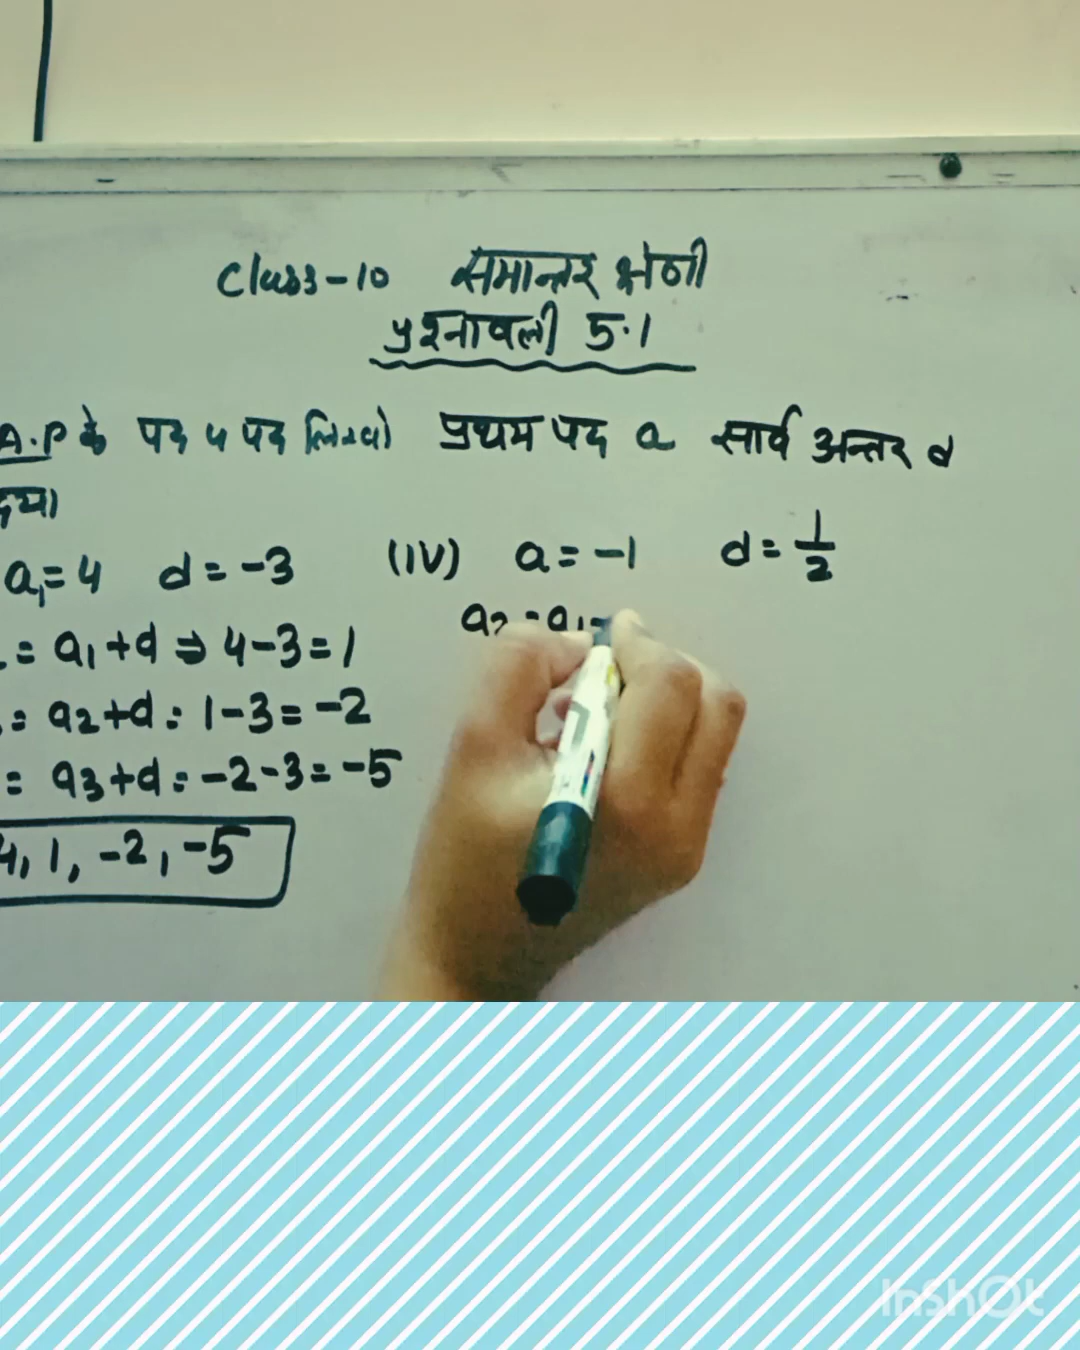 Class-10 समान्तर श्रेणी
प्रश्नावली 5.1
A.P के पद 4 पद लिखो प्रथम पद a सार्व अन्तर d
दिया
a₁=4 d=-3
= a₁+d ⇒ 4-3=1
= a₂+d = 1-3=-2
= a₃+d = -2-3=-5
4, 1, -2, -5
(IV) a=-1 d=1/2
a₂=a₁
InShOt